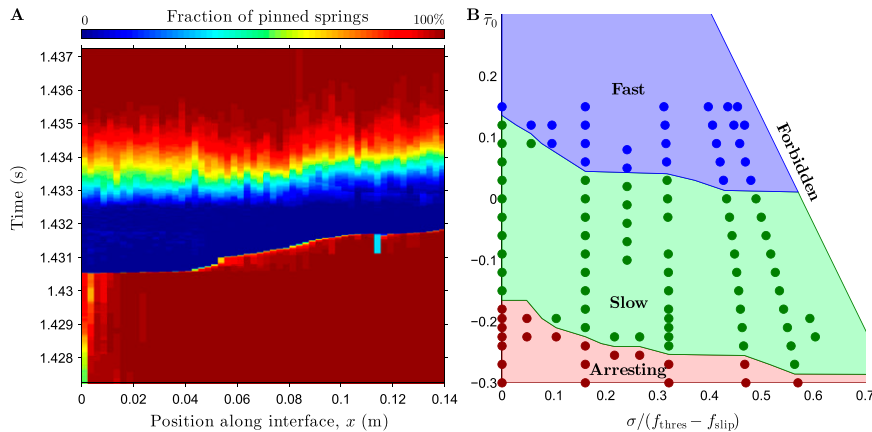 A
Fraction of pinned springs
0
100%
1.437
1.436
1.435
1.434
1.433
1.432
1.431
1.43
1.429
1.428
Time (s)
0 0.02 0.04 0.06 0.08 0.10 0.12 0.14
Position along interface, x (m)
B
τ̄₀
0.2
0.1
0
−0.1
−0.2
−0.3
Fast
Forbidden
Slow
Arresting
0 0.1 0.2 0.3 0.4 0.5 0.6 0.7
σ/(f_thres − f_slip)